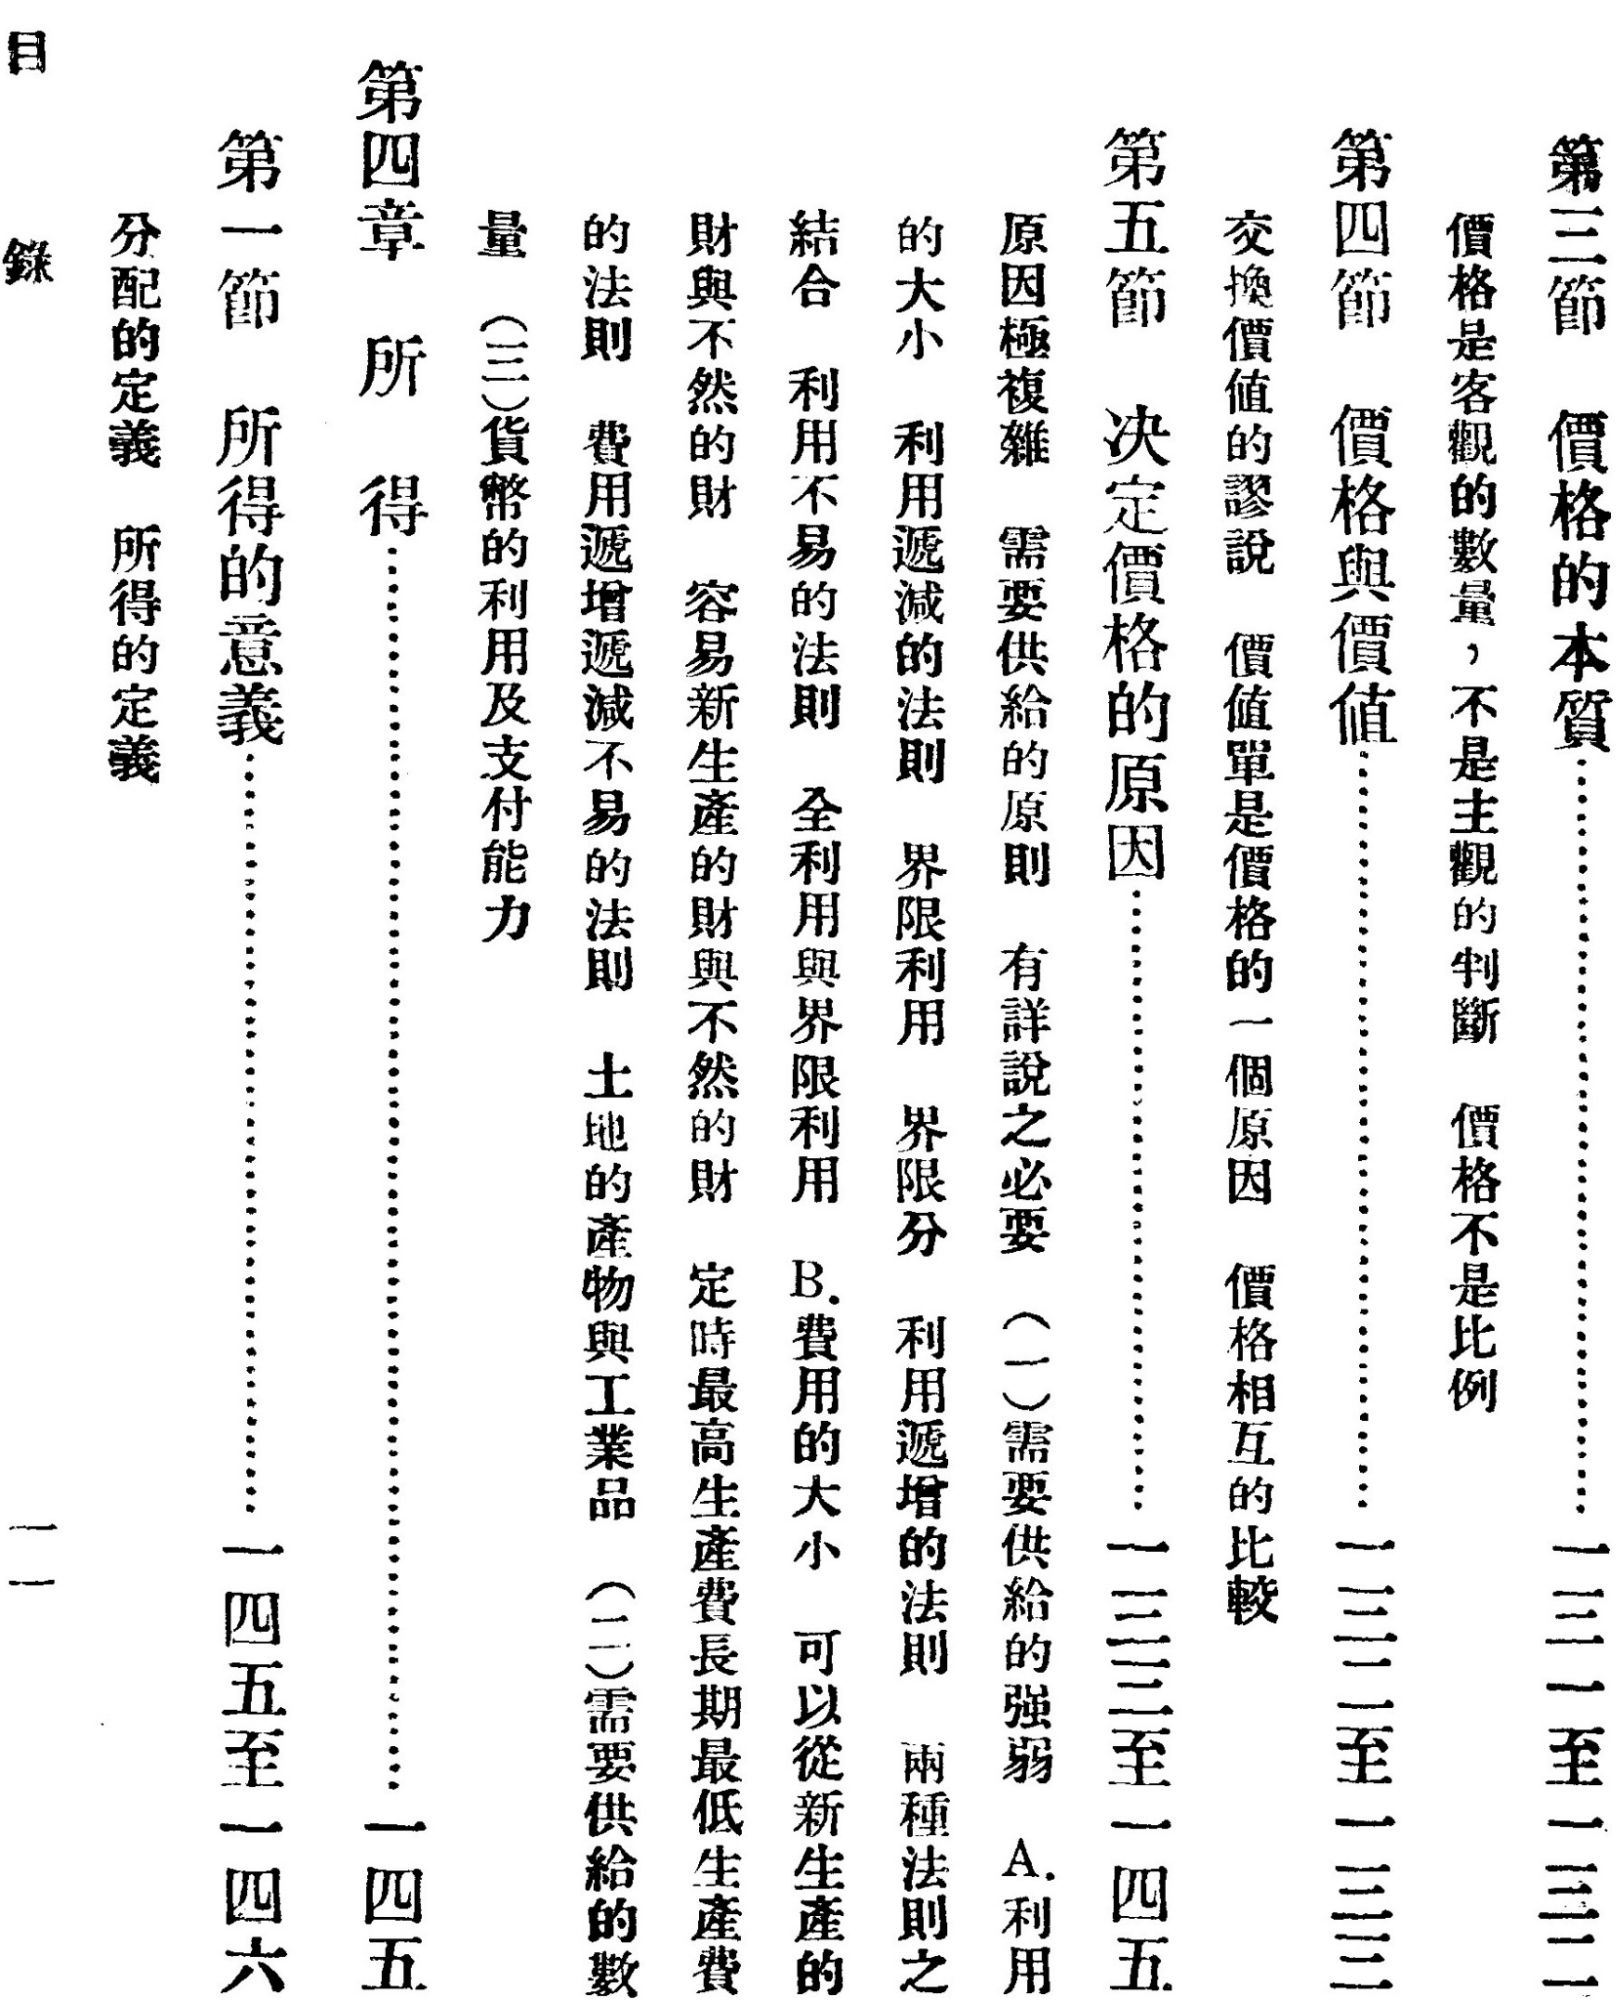 第三節　價格的本質……一三一至一三二
價格是客觀的數量，不是主觀的判斷　價格不是比例
第四節　價格與價値……一三二至一三三
交換價値的謬說　價値單是價格的一個原因　價格相互的比較
第五節　決定價格的原因……一三三至一四五
原因極複雜　需要供給的原則　有詳說之必要　（一）需要供給的强弱　A.利用
的大小　利用遞減的法則　界限利用　界限分　利用遞增的法則　兩種法則之
結合　利用不易的法則　全利用與界限利用　B.費用的大小　可以從新生產的
財與不然的財　容易新生產的財與不然的財　定時最高生產費長期最低生產費
的法則　費用遞增遞減不易的法則　土地的產物與工業品　（二）需要供給的數
量　（三）貨幣的利用及支付能力
第四章　所　得……一四五
第一節　所得的意義……一四五至一四六
分配的定義　所得的定義
目　錄　一一